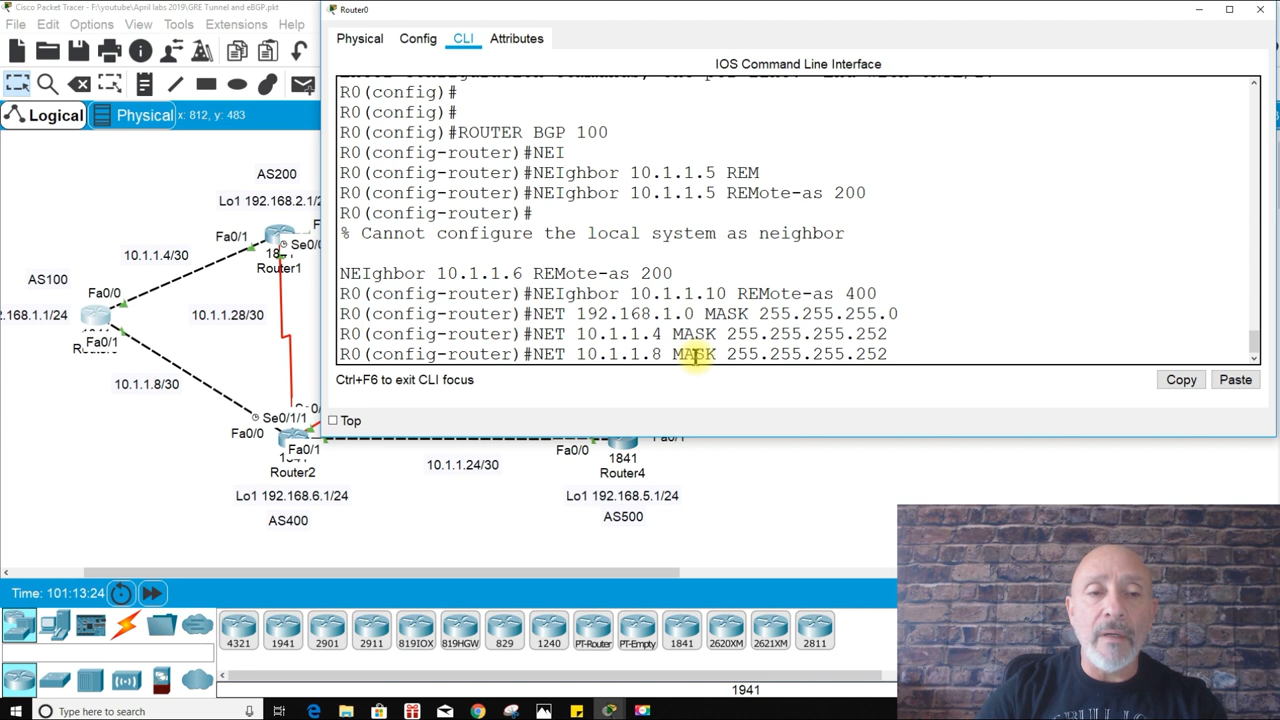 Cisco Packet Tracer - F:\youtube\April labs 2019\GRE Tunnel and eBGP.pkt
File Edit Options View Tools Extensions Help
Logical Physical x: 812, y: 483
Router0
Physical Config CLI Attributes
IOS Command Line Interface
R0(config)#
R0(config)#
R0(config)#ROUTER BGP 100
R0(config-router)#NEI
R0(config-router)#NEIghbor 10.1.1.5 REM
R0(config-router)#NEIghbor 10.1.1.5 REMote-as 200
R0(config-router)#
% Cannot configure the local system as neighbor
NEIghbor 10.1.1.6 REMote-as 200
R0(config-router)#NEIghbor 10.1.1.10 REMote-as 400
R0(config-router)#NET 192.168.1.0 MASK 255.255.255.0
R0(config-router)#NET 10.1.1.4 MASK 255.255.255.252
R0(config-router)#NET 10.1.1.8 MASK 255.255.255.252
Ctrl+F6 to exit CLI focus
Copy Paste
Top
AS200
Lo1 192.168.2.1/2
Fa0/1
Se0/
Router1
10.1.1.4/30
AS100
Fa0/0
.168.1.1/24
Fa0/1
10.1.1.28/30
10.1.1.8/30
Se0/1/1
Fa0/0
Fa0/1
Router2
10.1.1.24/30
Fa0/0
1841
Router4
Lo1 192.168.6.1/24
Lo1 192.168.5.1/24
AS400
AS500
Time: 101:13:24
4321 1941 2901 2911 819IOX 819HGW 829 1240 PT-Router PT-Empty 1841 2620XM 2621XM 2811
1941
Type here to search